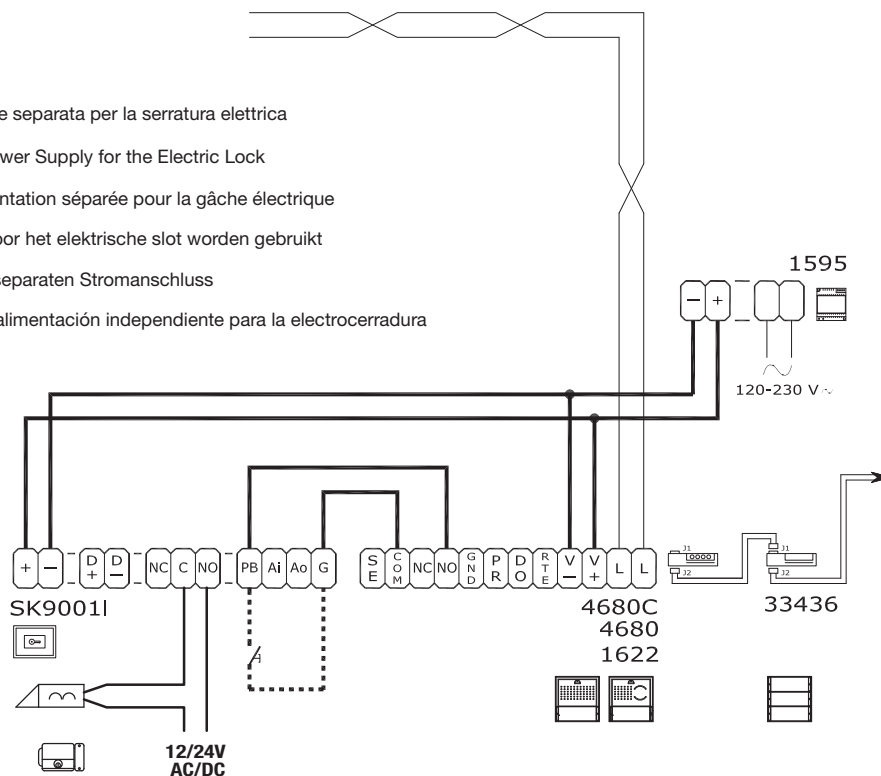 e separata per la serratura elettrica
wer Supply for the Electric Lock
ntation séparée pour la gâche électrique
oor het elektrische slot worden gebruikt
separaten Stromanschluss
alimentación independiente para la electrocerradura
1595
− +
120-230 V ~
+ − D+ D− NC C NO PB Ai Ao G SE COM NC NO GND PR DO RTE V− V+ L L
J1 J1
J2 J2
SK9001I
4680C
4680
1622
33436
12/24V
AC/DC